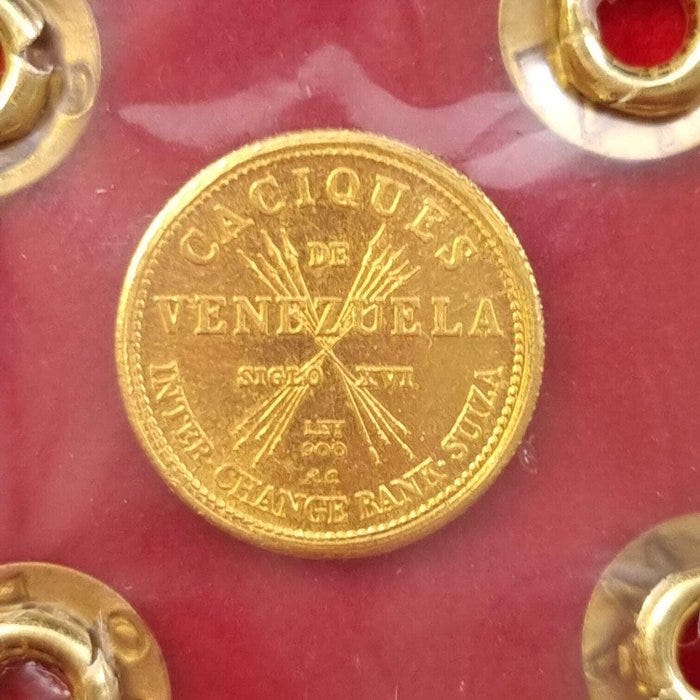 CACIQUES
DE
VENEZUELA
SIGLO XVI
LEY
900
INTER-CHANGE BANK·SUIZA